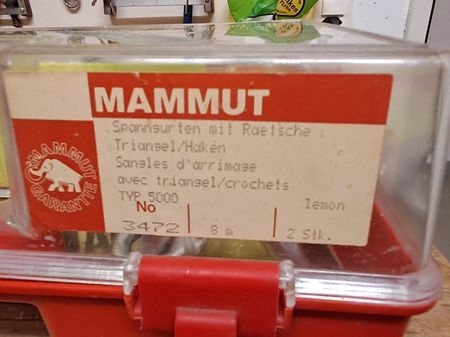 MAMMUT
Spanngurten mit Raetsche
Triangel/Haken
Sangles d'arrimage
avec triangel/crochets
TYP 5000 lemon
No
3472 8 m 2 Stk.
MAMMUT
GARANTIE